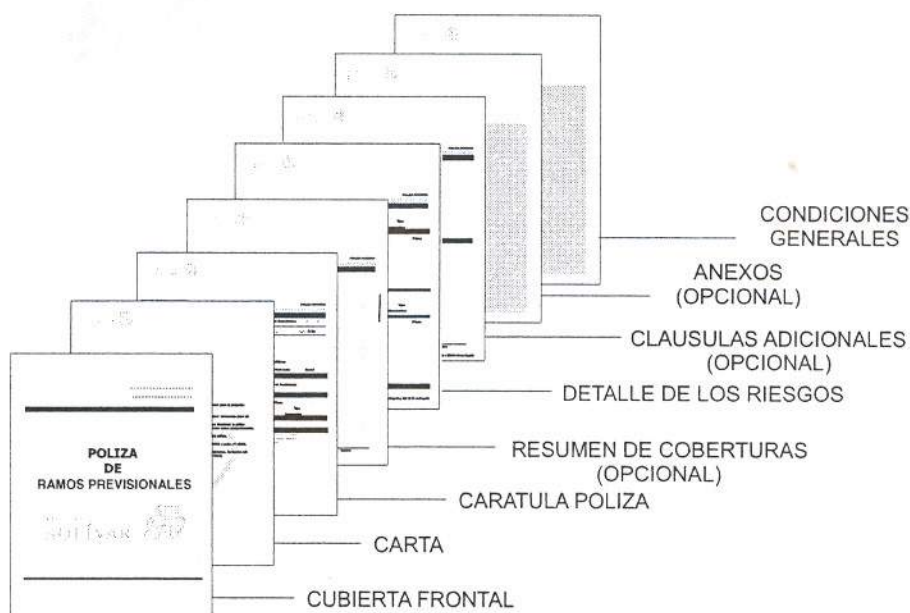 CONDICIONES
GENERALES
ANEXOS
(OPCIONAL)
CLAUSULAS ADICIONALES
(OPCIONAL)
DETALLE DE LOS RIESGOS
RESUMEN DE COBERTURAS
(OPCIONAL)
CARATULA POLIZA
CARTA
CUBIERTA FRONTAL
POLIZA
DE
RAMOS PREVISIONALES
BOLÍVAR